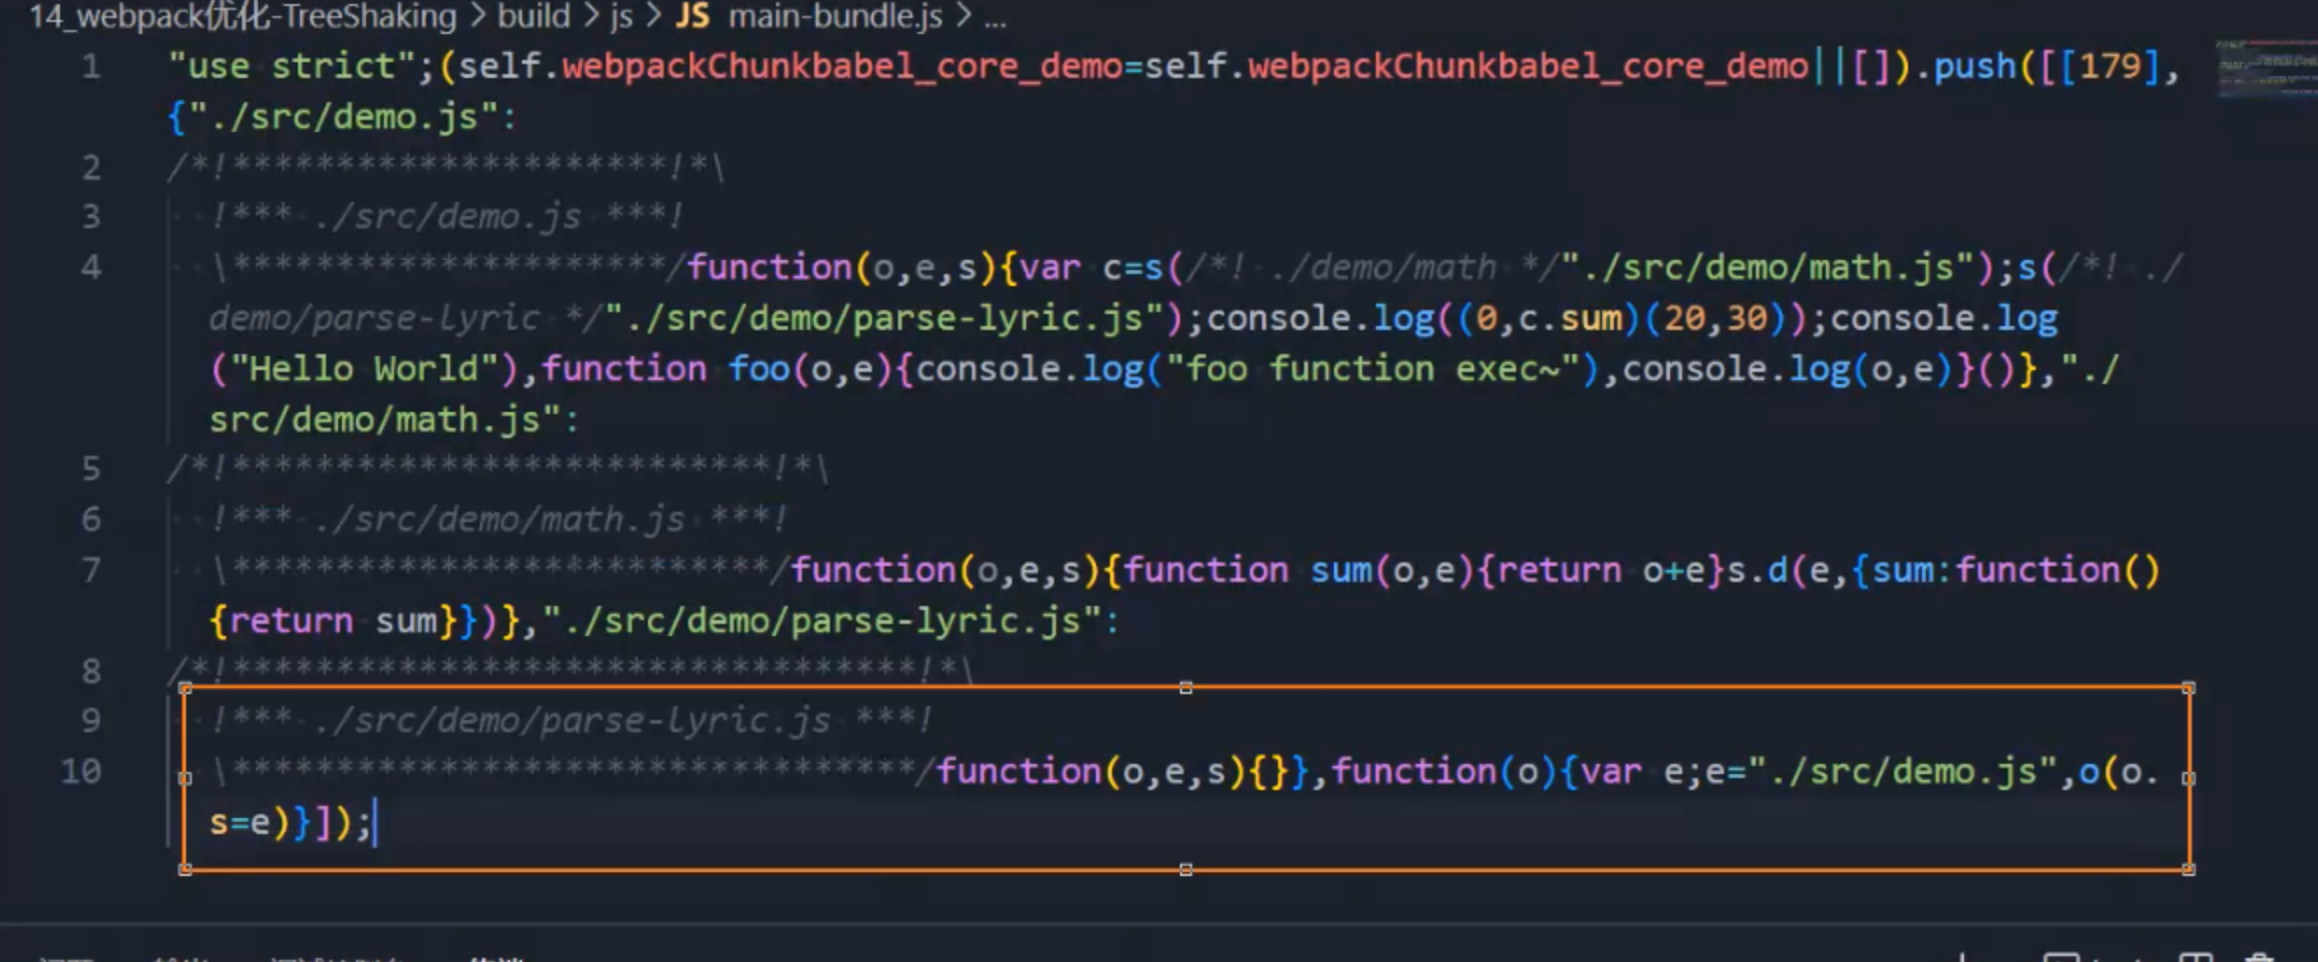 14_webpack优化-TreeShaking > build > js > JS main-bundle.js > ...
1 "use strict";(self.webpackChunkbabel_core_demo=self.webpackChunkbabel_core_demo||[]).push([[179],
{"./src/demo.js":
2 /*!*********************!*\
3 !*** ./src/demo.js ***!
4 \*********************/function(o,e,s){var c=s(/*! ./demo/math */"./src/demo/math.js");s(/*! ./
demo/parse-lyric */"./src/demo/parse-lyric.js");console.log((0,c.sum)(20,30));console.log
("Hello World"),function foo(o,e){console.log("foo function exec~"),console.log(o,e)}()},"./
src/demo/math.js":
5 /*!**************************!*\
6 !*** ./src/demo/math.js ***!
7 \**************************/function(o,e,s){function sum(o,e){return o+e}s.d(e,{sum:function()
{return sum}})},"./src/demo/parse-lyric.js":
8 /*!*********************************!*\
9 !*** ./src/demo/parse-lyric.js ***!
10 \*********************************/function(o,e,s){}},function(o){var e;e="./src/demo.js",o(o.
s=e)}]);